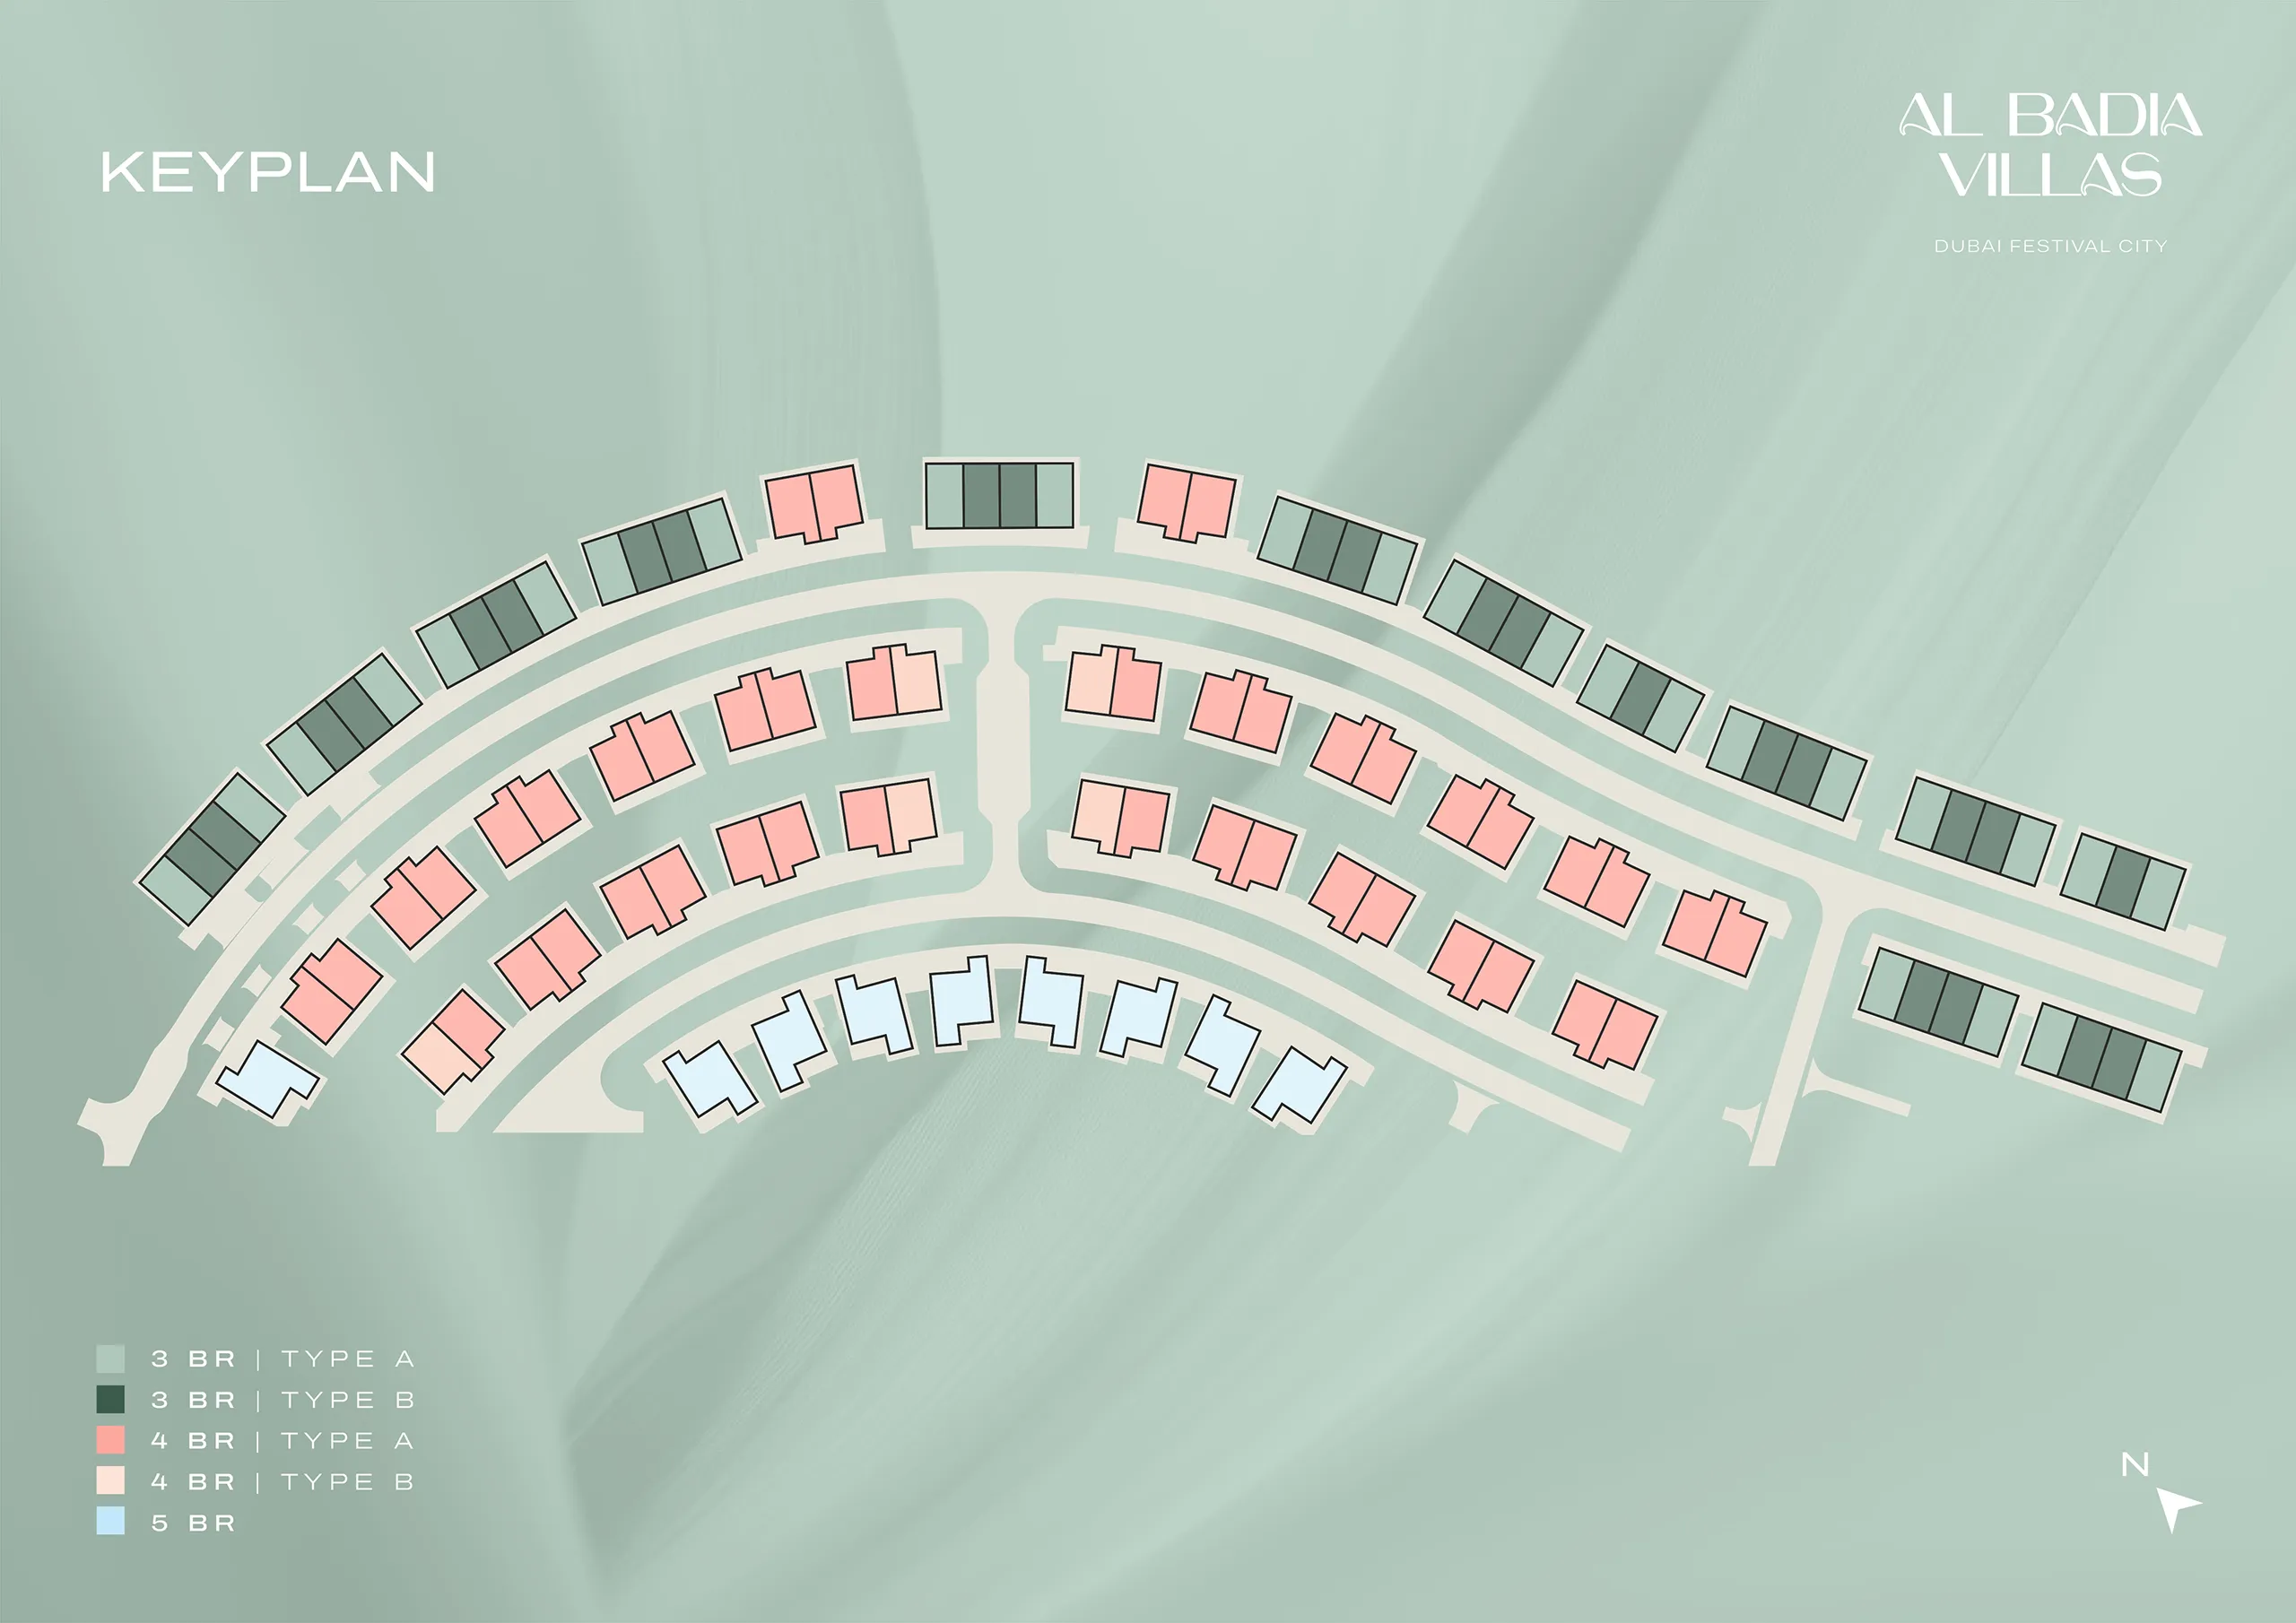 KEYPLAN
AL BADIA
VILLAS
DUBAI FESTIVAL CITY
3 BR | TYPE A
3 BR | TYPE B
4 BR | TYPE A
4 BR | TYPE B
5 BR
N